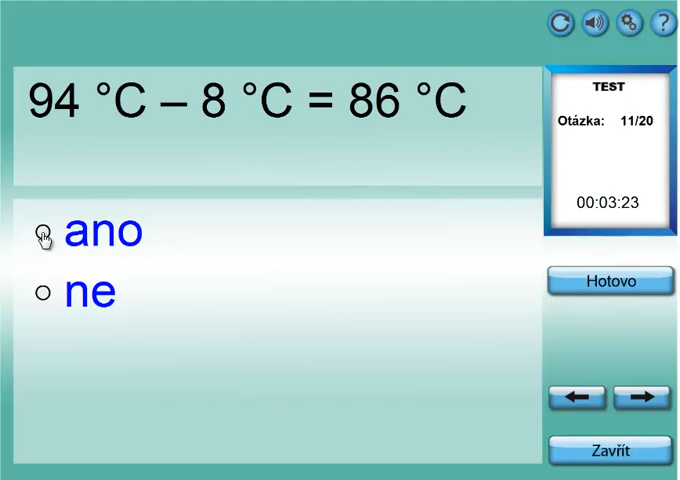 94 °C – 8 °C = 86 °C
ano
ne
?
TEST
Otázka: 11/20
00:03:23
Hotovo
Zavřít